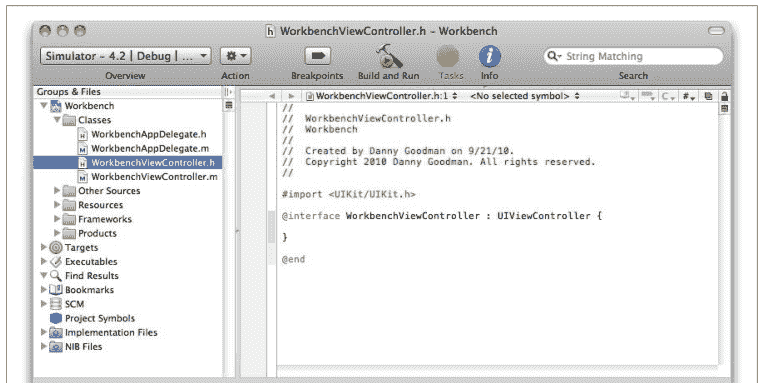 WorkbenchViewController.h - Workbench
Simulator - 4.2 | Debug | ...
String Matching
Overview
Action
Breakpoints
Build and Run
Tasks
Info
Search
Groups & Files
Workbench
Classes
WorkbenchAppDelegate.h
WorkbenchAppDelegate.m
WorkbenchViewController.h
WorkbenchViewController.m
Other Sources
Resources
Frameworks
Products
Targets
Executables
Find Results
Bookmarks
SCM
Project Symbols
Implementation Files
NIB Files
WorkbenchViewController.h:1 <No selected symbol> C, #,
//
// WorkbenchViewController.h
// Workbench
//
// Created by Danny Goodman on 9/21/10.
// Copyright 2010 Danny Goodman. All rights reserved.
//
#import <UIKit/UIKit.h>
@interface WorkbenchViewController : UIViewController {
}
@end